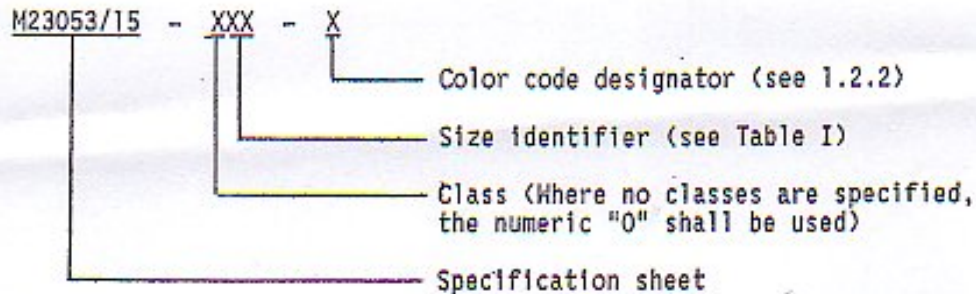 M23053/15 - XXX - X
Color code designator (see 1.2.2)
Size identifier (see Table I)
Class (Where no classes are specified,
the numeric "0" shall be used)
Specification sheet